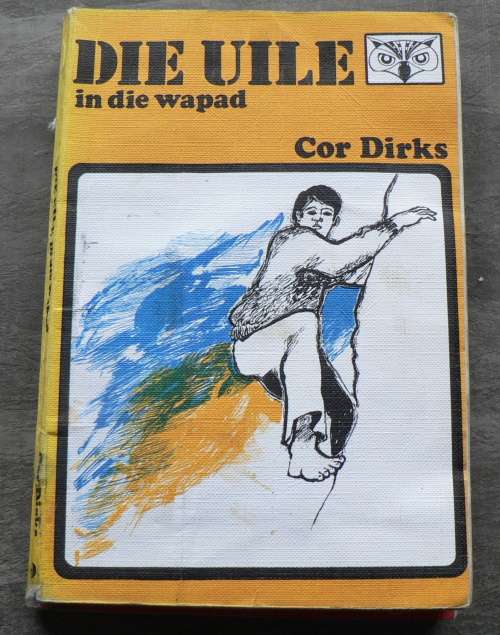 DIE UILE
in die wapad
Cor Dirks